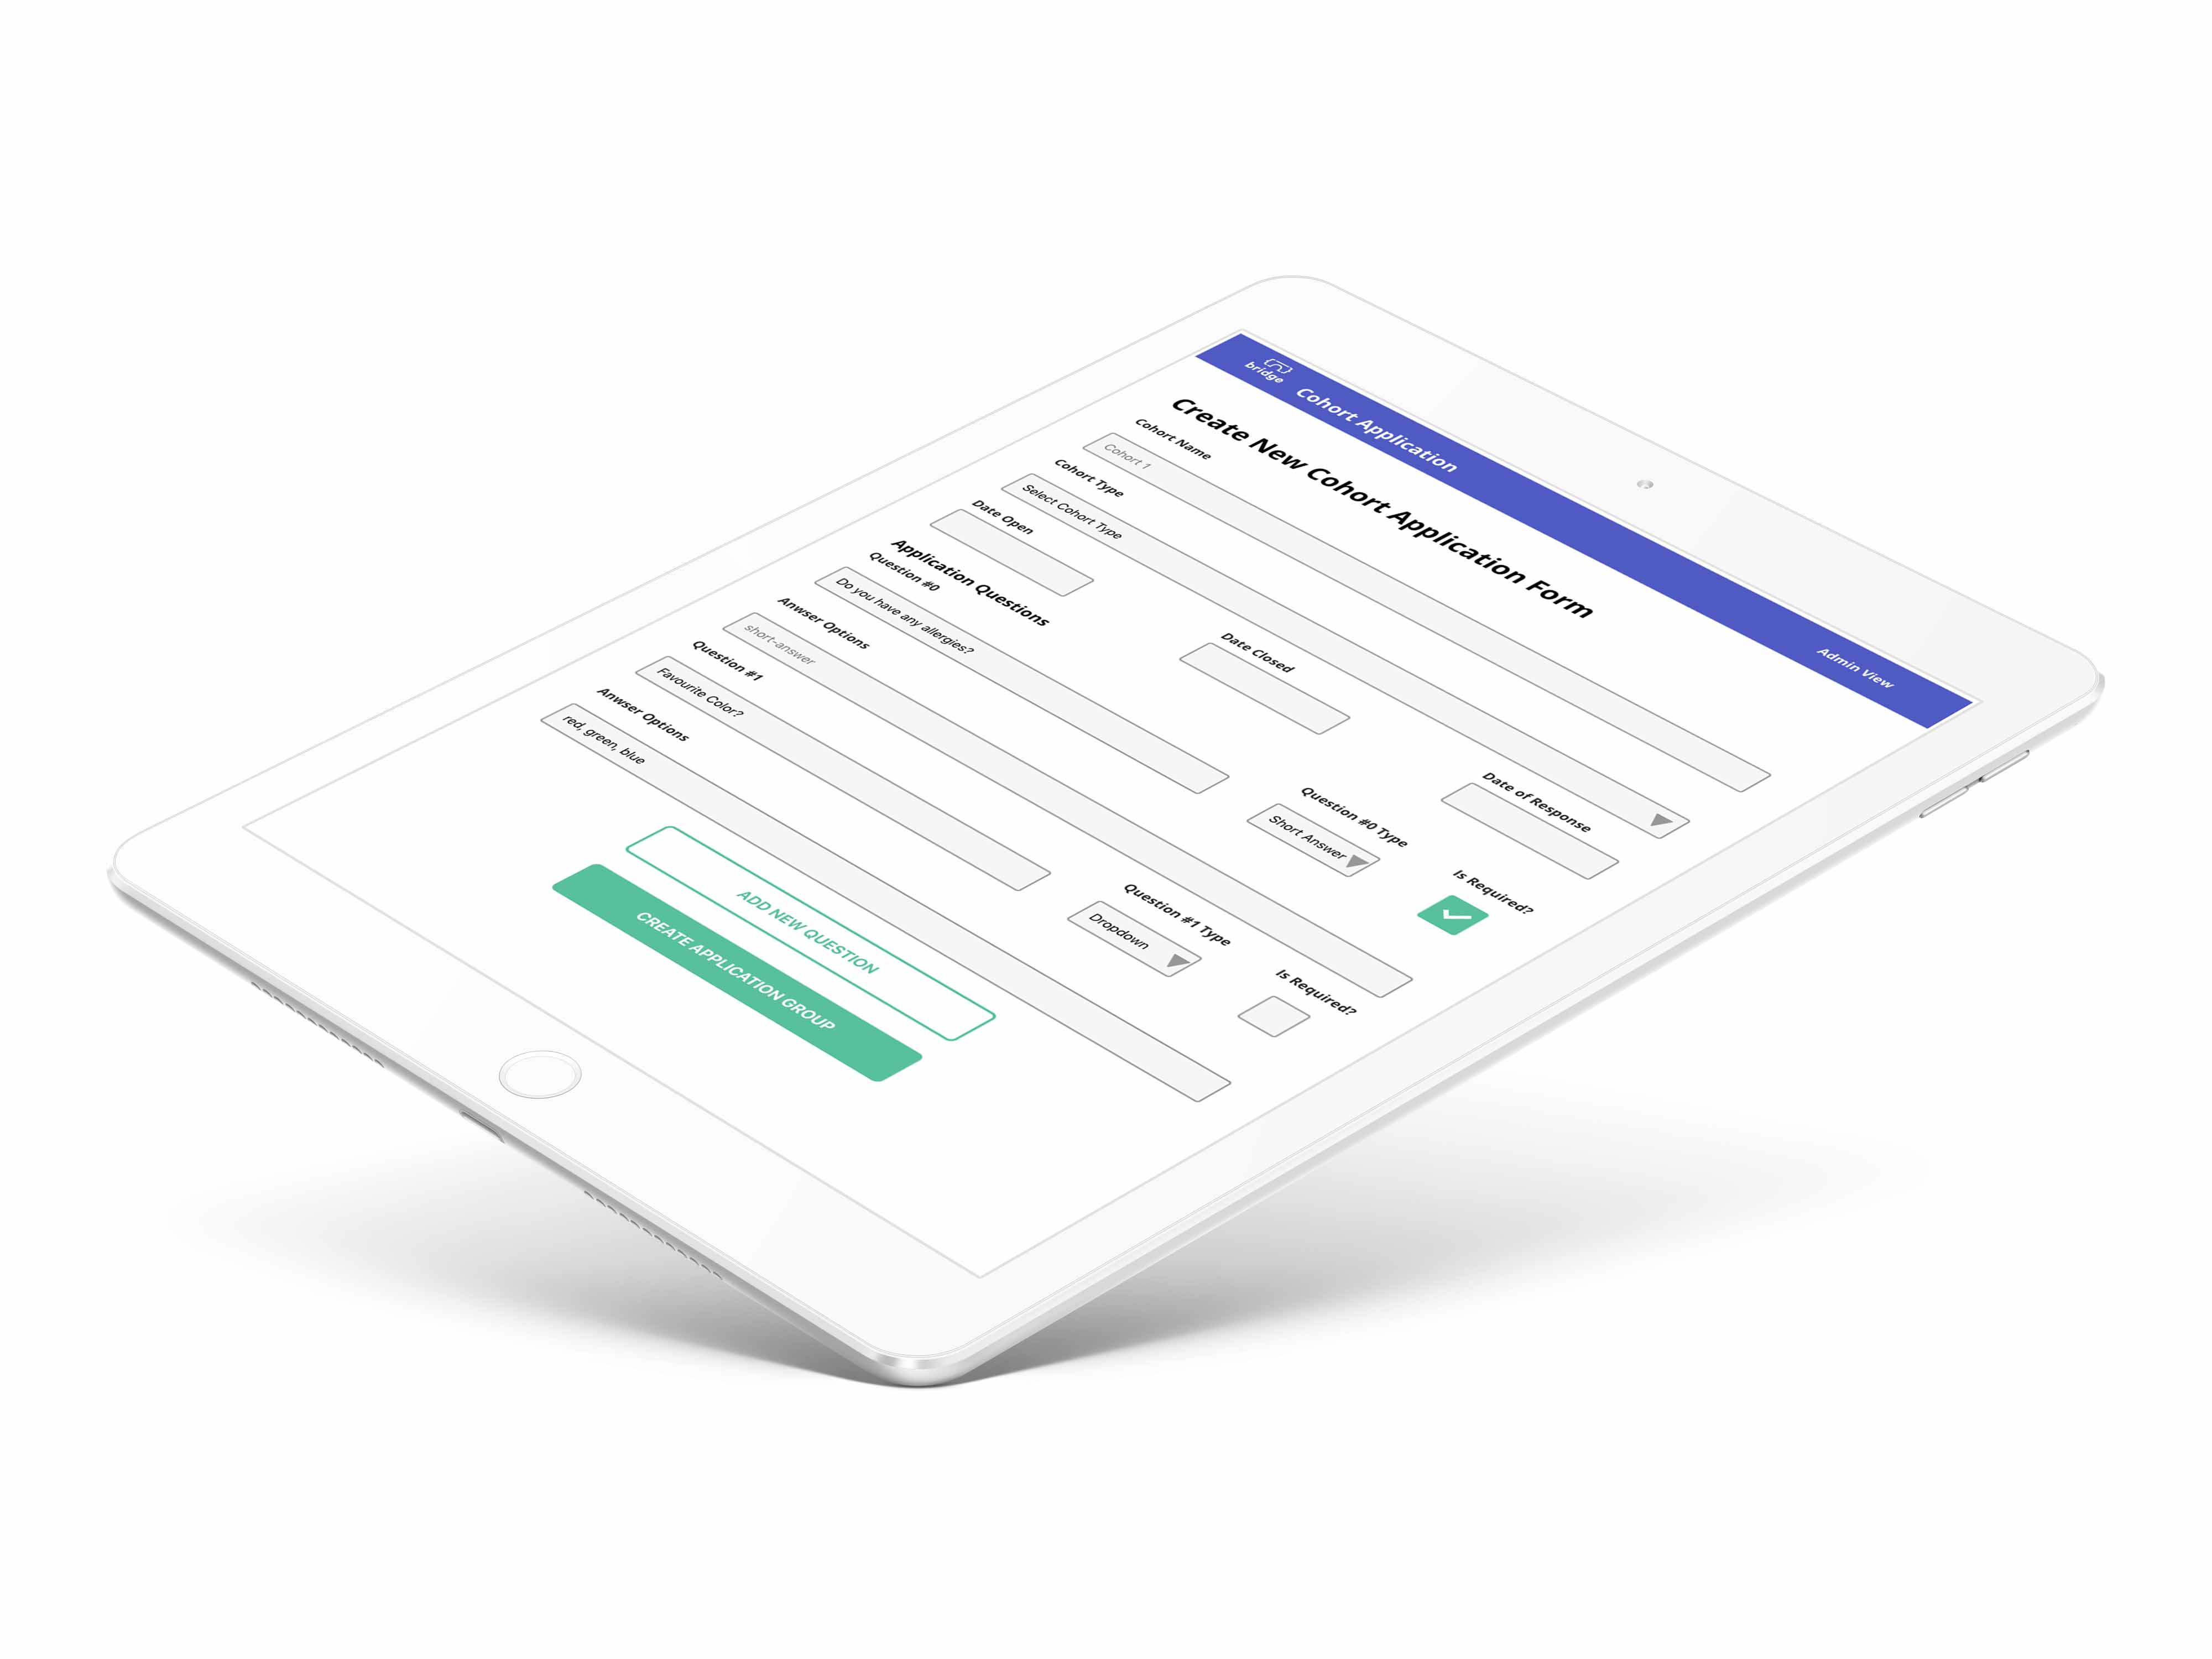 bridge
Cohort Application
Admin View
Create New Cohort Application Form
Cohort Name
Cohort 1
Cohort Type
Select Cohort Type
Date Open
Date Closed
Date of Response
Application Questions
Question #0
Question #0 Type
Is Required?
Do you have any allergies?
Short Answer
Anwser Options
short-answer
Question #1
Question #1 Type
Is Required?
Favourite Color?
Dropdown
Anwser Options
red, green, blue
ADD NEW QUESTION
CREATE APPLICATION GROUP